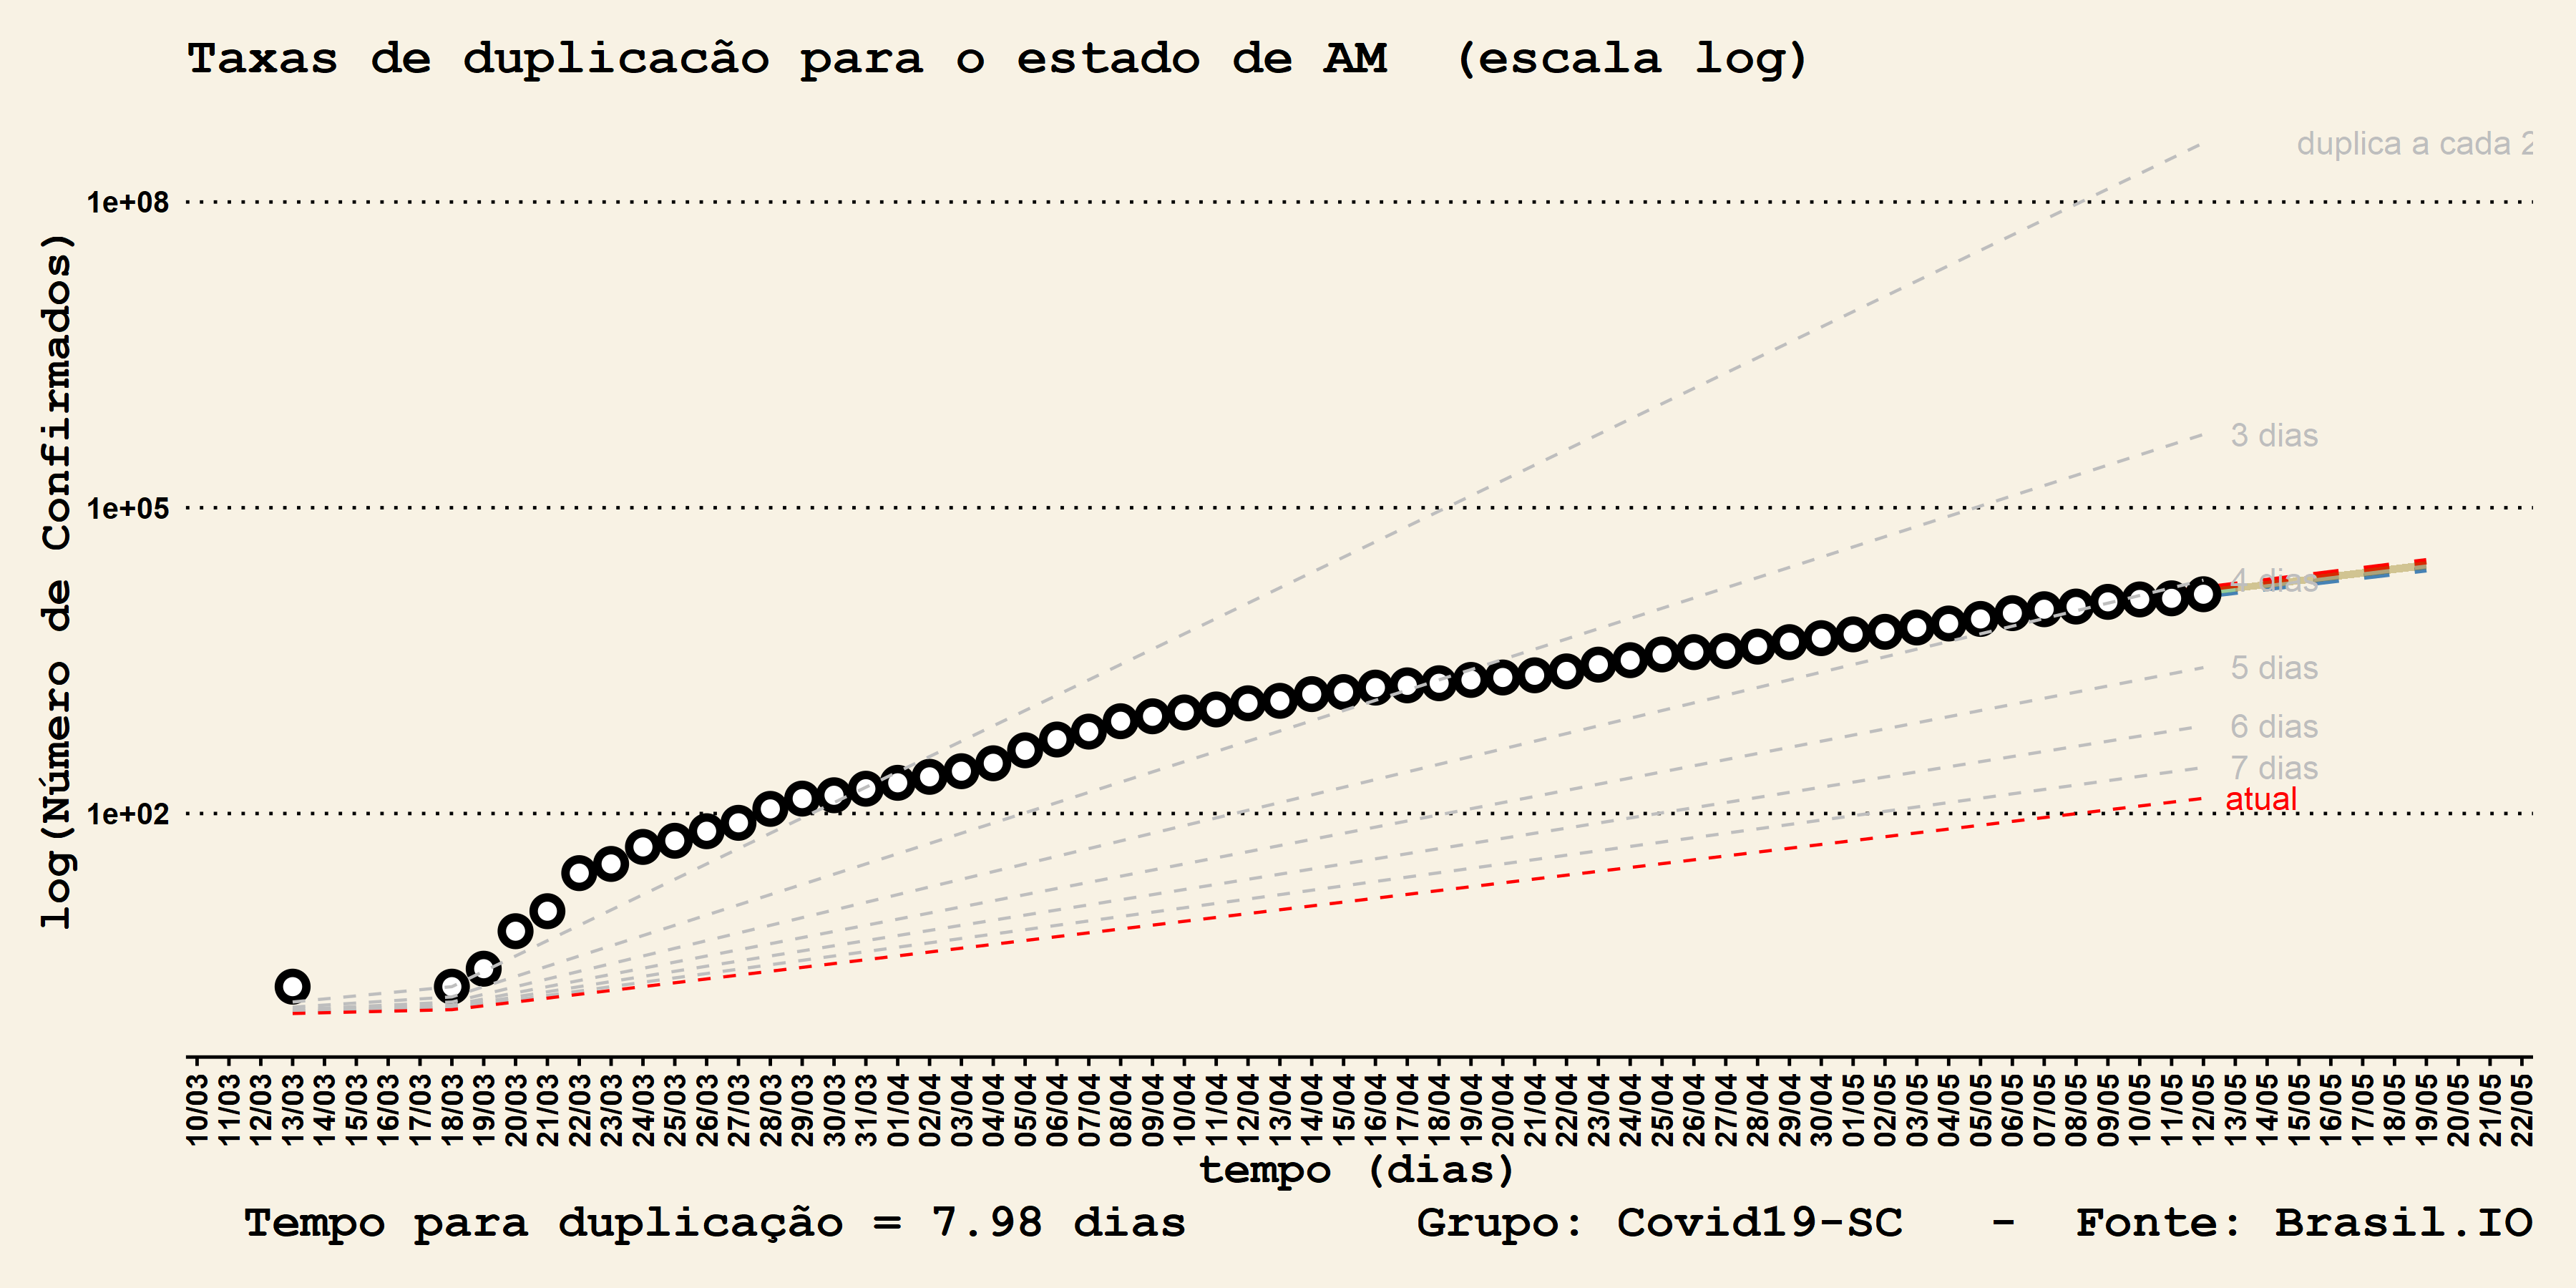 Taxas de duplicacão para o estado de AM (escala log)
duplica a cada 2
1e+08
3 dias
1e+05
4 dias
5 dias
6 dias
7 dias
atual
1e+02
log(Número de Confirmados)
10/03 11/03 12/03 13/03 14/03 15/03 16/03 17/03 18/03 19/03 20/03 21/03 22/03 23/03 24/03 25/03 26/03 27/03 28/03 29/03 30/03 31/03 01/04 02/04 03/04 04/04 05/04 06/04 07/04 08/04 09/04 10/04 11/04 12/04 13/04 14/04 15/04 16/04 17/04 18/04 19/04 20/04 21/04 22/04 23/04 24/04 25/04 26/04 27/04 28/04 29/04 30/04 01/05 02/05 03/05 04/05 05/05 06/05 07/05 08/05 09/05 10/05 11/05 12/05 13/05 14/05 15/05 16/05 17/05 18/05 19/05 20/05 21/05 22/05
tempo (dias)
Tempo para duplicação = 7.98 dias
Grupo: Covid19-SC - Fonte: Brasil.IO